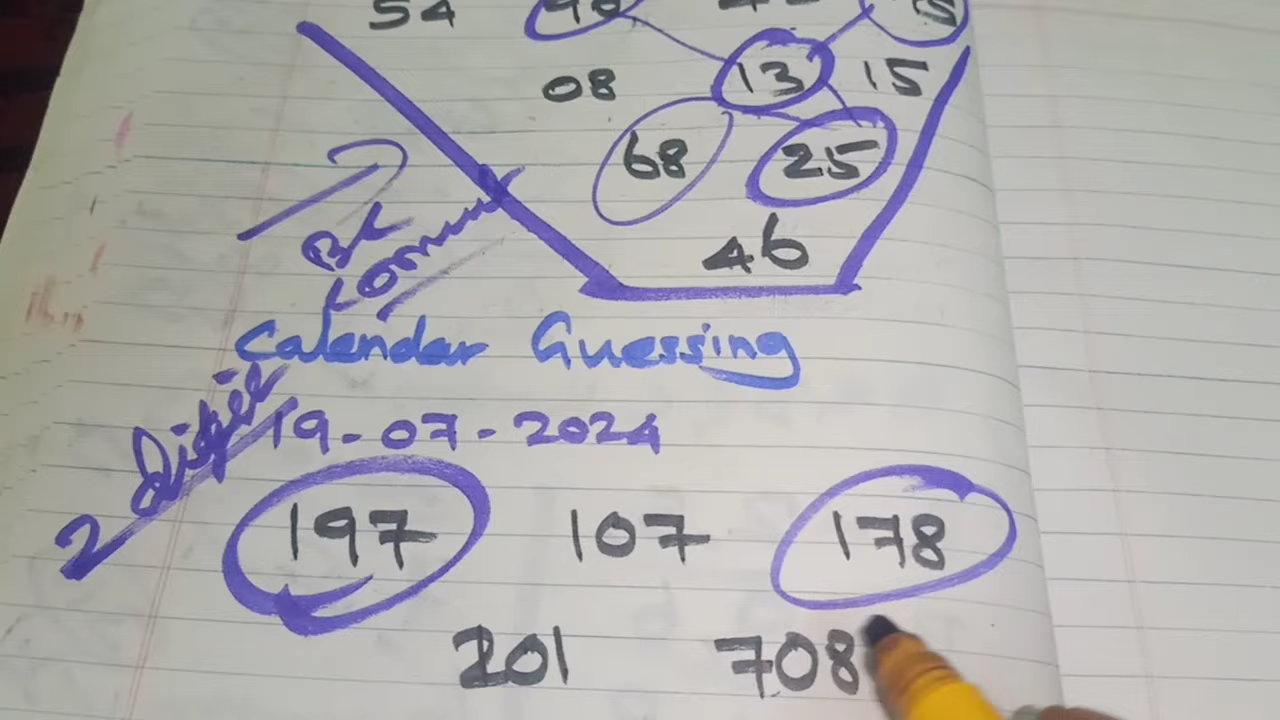 54
08 13 15
68 25
46
BC
Calendar Guessing
2 Digit
19-07-2024
197 107 178
201 708